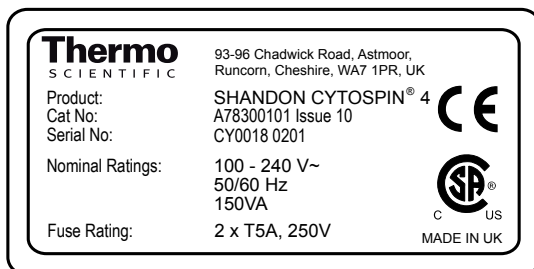 Thermo
SCIENTIFIC
93-96 Chadwick Road, Astmoor,
Runcorn, Cheshire, WA7 1PR, UK
Product: SHANDON CYTOSPIN® 4
Cat No: A78300101 Issue 10
Serial No: CY0018 0201
CE
Nominal Ratings: 100 - 240 V~
50/60 Hz
150VA
SA ®
C US
Fuse Rating: 2 x T5A, 250V
MADE IN UK